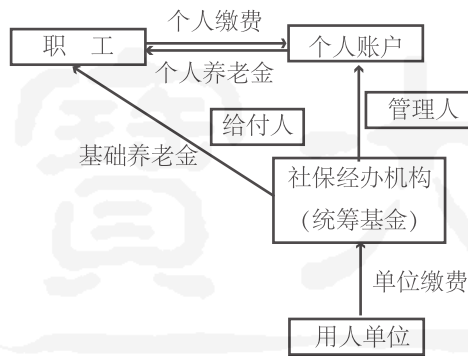 个人缴费
职 工
个人账户
个人养老金
管理人
给付人
基础养老金
社保经办机构
(统筹基金)
单位缴费
用人单位